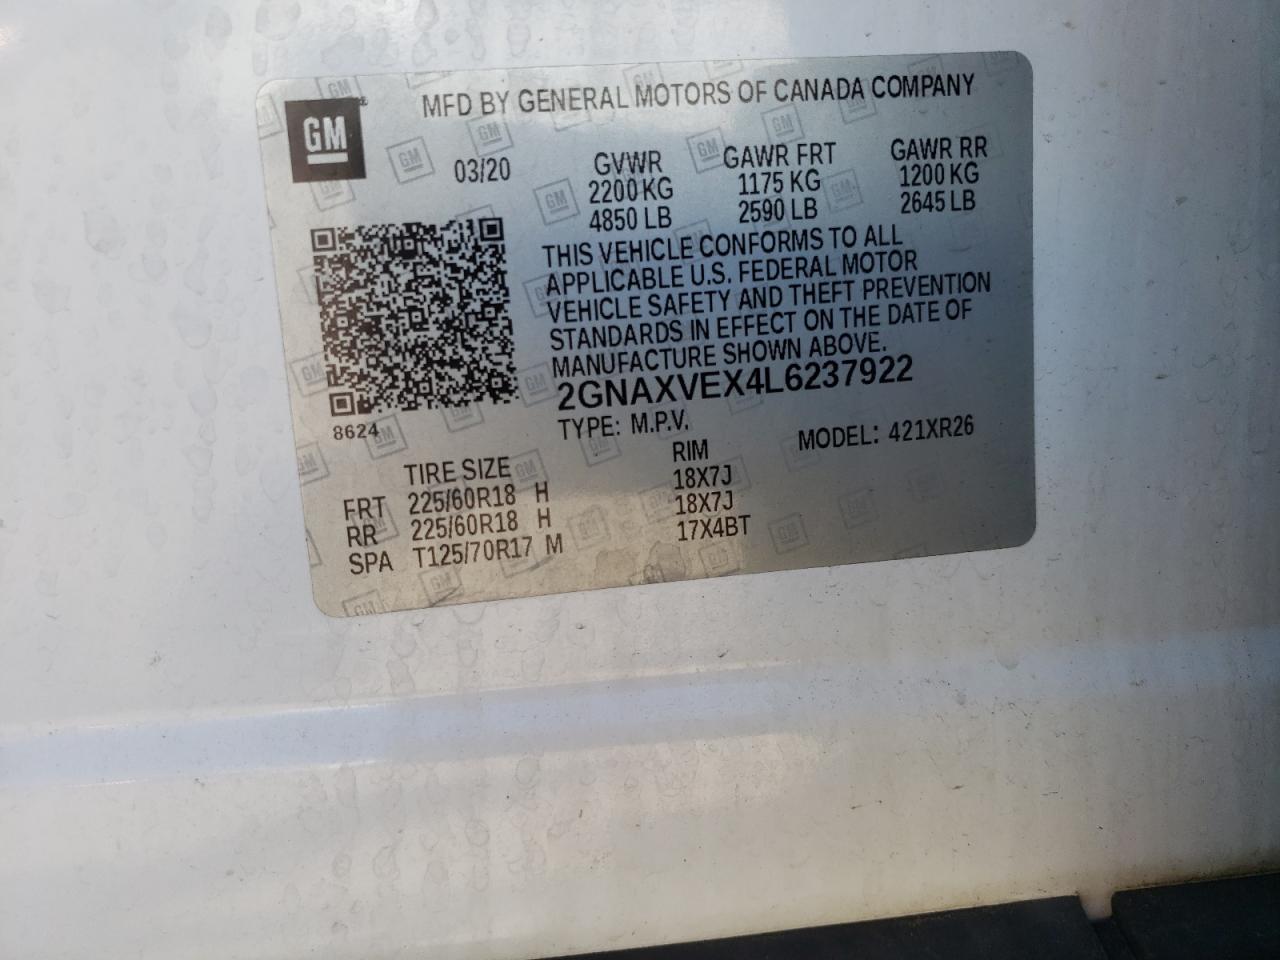 GM
MFD BY GENERAL MOTORS OF CANADA COMPANY
03/20
GVWR GAWR FRT GAWR RR
2200 KG 1175 KG 1200 KG
4850 LB 2590 LB 2645 LB
THIS VEHICLE CONFORMS TO ALL
APPLICABLE U.S. FEDERAL MOTOR
VEHICLE SAFETY AND THEFT PREVENTION
STANDARDS IN EFFECT ON THE DATE OF
MANUFACTURE SHOWN ABOVE.
2GNAXVEX4L6237922
8624
TYPE: M.P.V. MODEL: 421XR26
TIRE SIZE RIM
FRT 225/60R18 H 18X7J
RR 225/60R18 H 18X7J
SPA T125/70R17 M 17X4BT